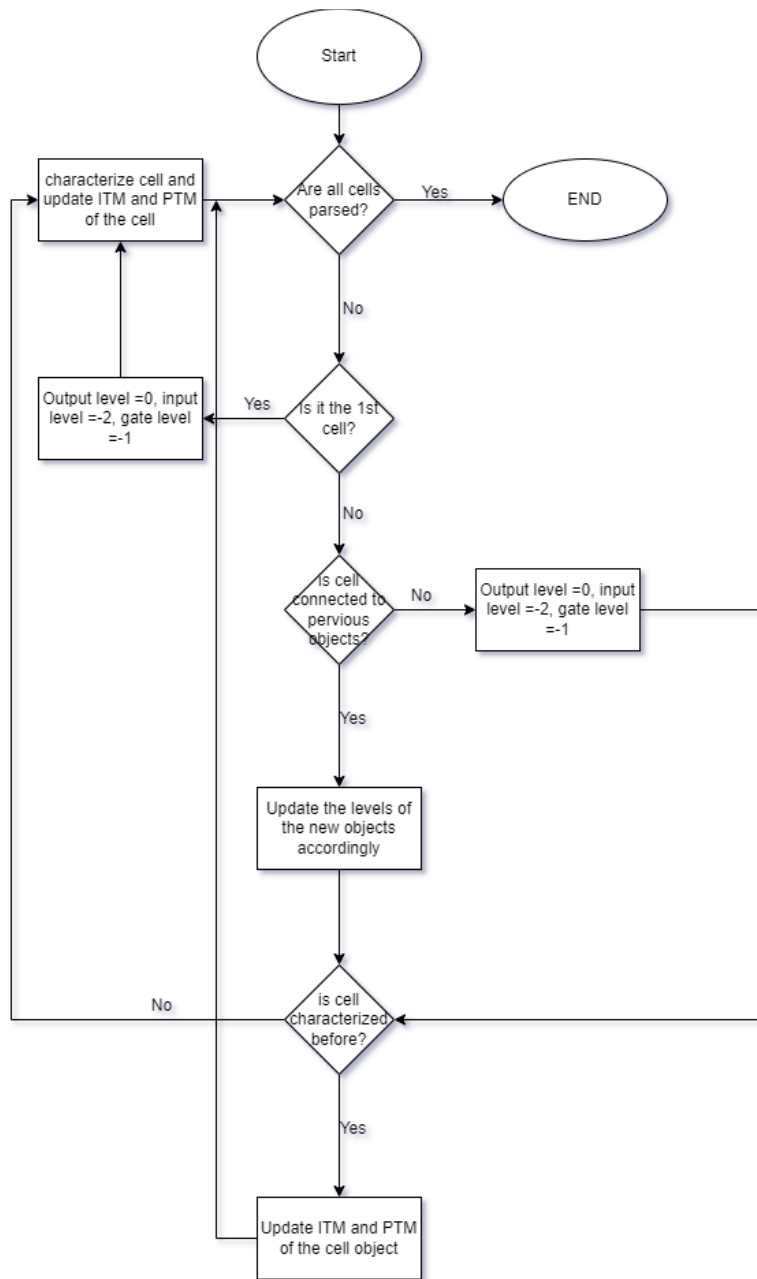 Start
characterize cell and
update ITM and PTM
of the cell
Are all cells
parsed?
Yes
END
No
Output level =0, input
level =-2, gate level
=-1
Yes
Is it the 1st
cell?
No
Is cell
connected to
pervious
objects?
No
Output level =0, input
level =-2, gate level
=-1
Yes
Update the levels of
the new objects
accordingly
No
is cell
characterized
before?
Yes
Update ITM and PTM
of the cell object